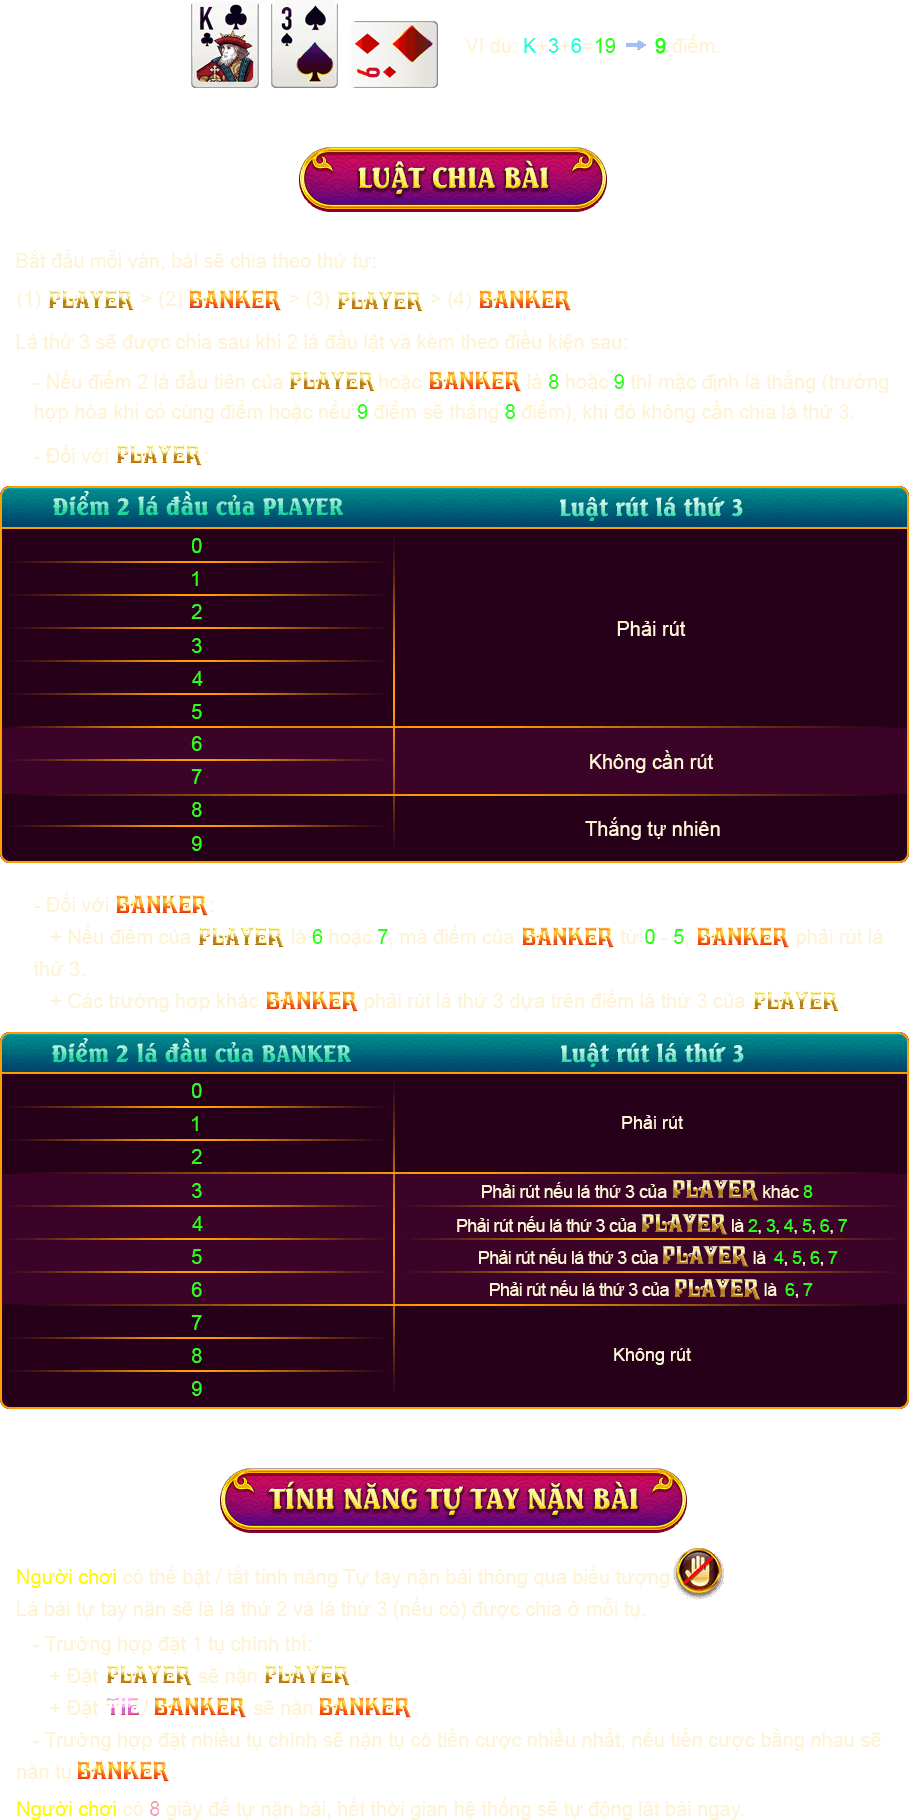 K 3 6
Ví dụ: K+3+6=19 9 điểm.
LUẬT CHIA BÀI
Bắt đầu mỗi ván, bài sẽ chia theo thứ tự:
(1) PLAYER > (2) BANKER > (3) PLAYER > (4) BANKER.
Lá thứ 3 sẽ được chia sau khi 2 lá đầu lật và kèm theo điều kiện sau:
- Nếu điểm 2 lá đầu tiên của PLAYER hoặc BANKER là 8 hoặc 9 thì mặc định là thắng (trường
hợp hòa khi có cùng điểm hoặc nếu 9 điểm sẽ thắng 8 điểm), khi đó không cần chia lá thứ 3.
- Đối với PLAYER:
Điểm 2 lá đầu của PLAYER Luật rút lá thứ 3
0
1
2
3
4
5
Phải rút
6
7
Không cần rút
8
9
Thắng tự nhiên
- Đối với BANKER:
+ Nếu điểm của PLAYER là 6 hoặc 7, mà điểm của BANKER từ 0 - 5, BANKER phải rút lá
thứ 3.
+ Các trường hợp khác BANKER phải rút lá thứ 3 dựa trên điểm lá thứ 3 của PLAYER.
Điểm 2 lá đầu của BANKER Luật rút lá thứ 3
0
1
2
Phải rút
3 Phải rút nếu lá thứ 3 của PLAYER khác 8
4 Phải rút nếu lá thứ 3 của PLAYER là 2, 3, 4, 5, 6, 7
5 Phải rút nếu lá thứ 3 của PLAYER là 4, 5, 6, 7
6 Phải rút nếu lá thứ 3 của PLAYER là 6, 7
7
8
9
Không rút
TÍNH NĂNG TỰ TAY NẶN BÀI
Người chơi có thể bật / tắt tính năng Tự tay nặn bài thông qua biểu tượng
Lá bài tự tay nặn sẽ là lá thứ 2 và lá thứ 3 (nếu có) được chia ở mỗi tụ.
- Trường hợp đặt 1 tụ chính thì:
+ Đặt PLAYER sẽ nặn PLAYER.
+ Đặt TIE / BANKER sẽ nặn BANKER.
- Trường hợp đặt nhiều tụ chính sẽ nặn tụ có tiền cược nhiều nhất, nếu tiền cược bằng nhau sẽ
nặn tụ BANKER
Người chơi có 8 giây để tự nặn bài, hết thời gian hệ thống sẽ tự động lật bài ngay.